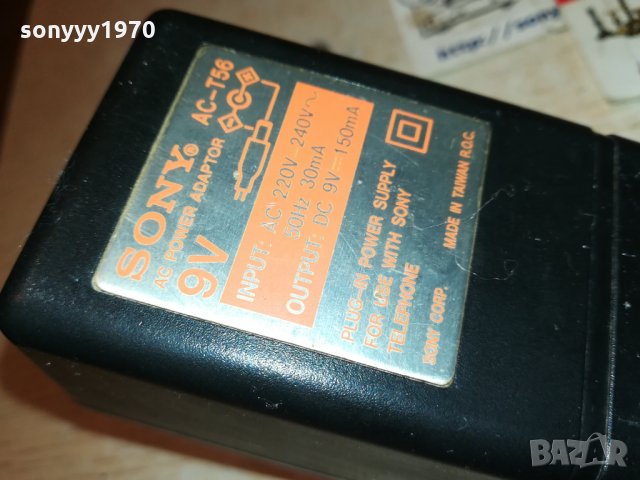 sonyyy1970
SONY®
AC POWER ADAPTOR AC-T56
9V
INPUT: AC 220V-240V~
50Hz 30mA
OUTPUT: DC 9V⎓150mA
PLUG-IN POWER SUPPLY
FOR USE WITH SONY
TELEPHONE
SONY CORP. MADE IN TAIWAN R.O.C.
BAZAR